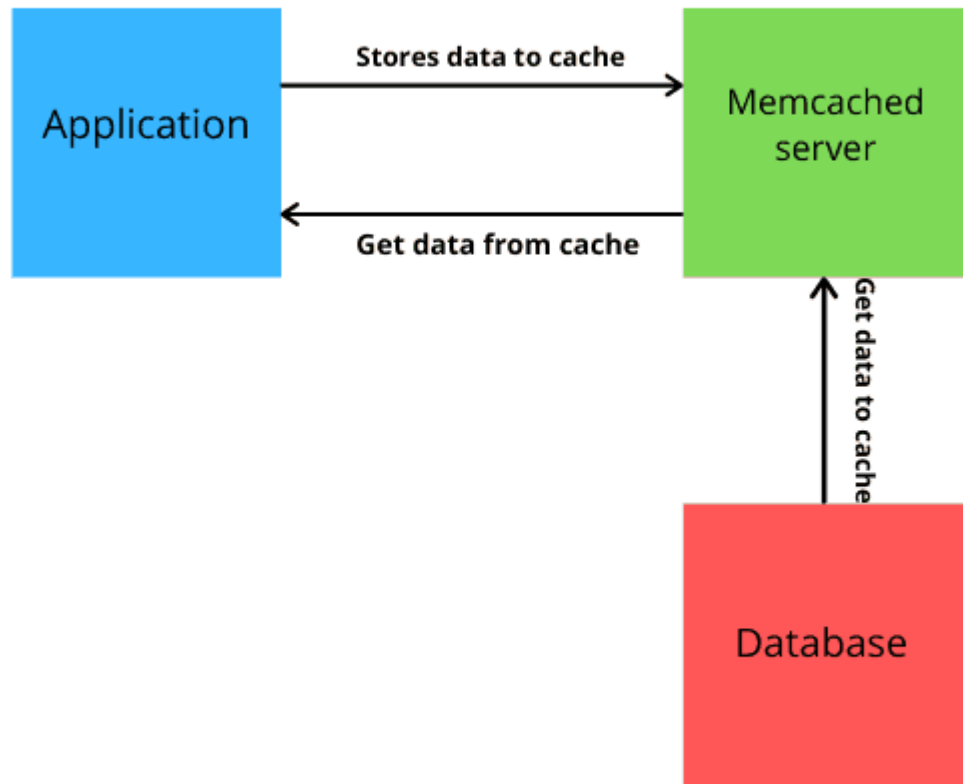 Application
Stores data to cache
Memcached
server
Get data from cache
Get data to cache
Database